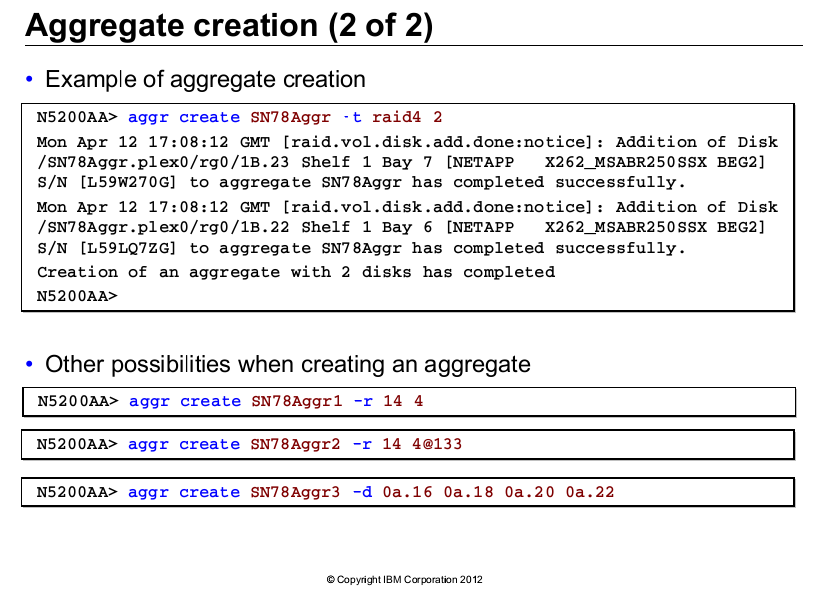 Aggregate creation (2 of 2)
• Example of aggregate creation
N5200AA> aggr create SN78Aggr -t raid4 2
Mon Apr 12 17:08:12 GMT [raid.vol.disk.add.done:notice]: Addition of Disk
/SN78Aggr.plex0/rg0/1B.23 Shelf 1 Bay 7 [NETAPP   X262_MSABR250SSX BEG2]
S/N [L59W270G] to aggregate SN78Aggr has completed successfully.
Mon Apr 12 17:08:12 GMT [raid.vol.disk.add.done:notice]: Addition of Disk
/SN78Aggr.plex0/rg0/1B.22 Shelf 1 Bay 6 [NETAPP   X262_MSABR250SSX BEG2]
S/N [L59LQ7ZG] to aggregate SN78Aggr has completed successfully.
Creation of an aggregate with 2 disks has completed
N5200AA>
• Other possibilities when creating an aggregate
N5200AA> aggr create SN78Aggr1 -r 14 4
N5200AA> aggr create SN78Aggr2 -r 14 4@133
N5200AA> aggr create SN78Aggr3 -d 0a.16 0a.18 0a.20 0a.22
© Copyright IBM Corporation 2012